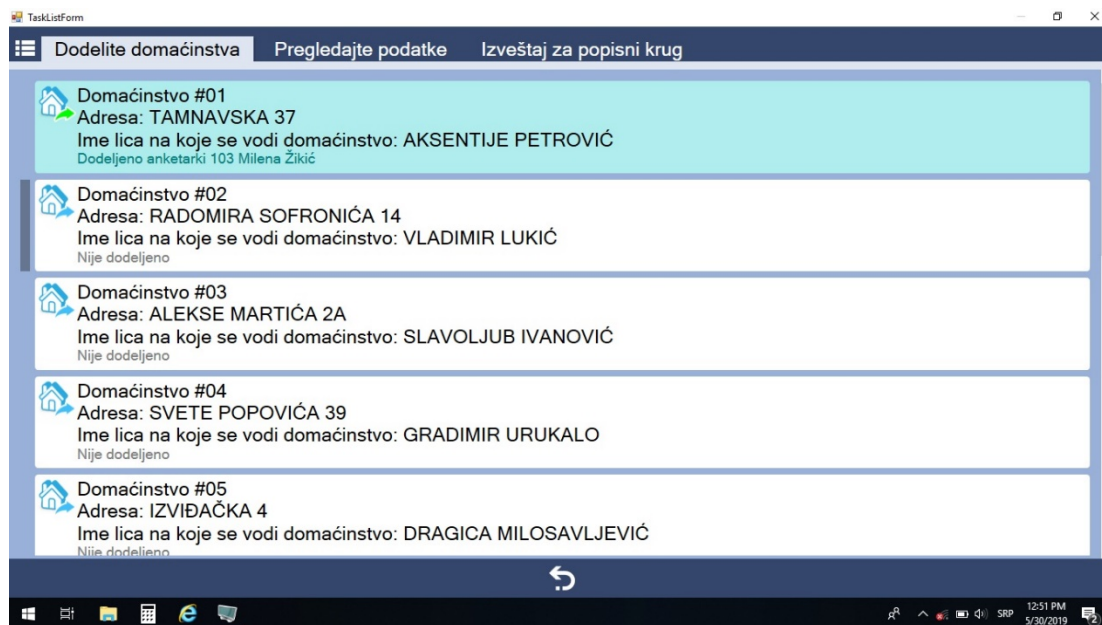 TaskListForm
Dodelite domaćinstva Pregledajte podatke Izveštaj za popisni krug
Domaćinstvo #01
Adresa: TAMNAVSKA 37
Ime lica na koje se vodi domaćinstvo: AKSENTIJE PETROVIĆ
Dodeljeno anketarki 103 Milena Žikić
Domaćinstvo #02
Adresa: RADOMIRA SOFRONIĆA 14
Ime lica na koje se vodi domaćinstvo: VLADIMIR LUKIĆ
Nije dodeljeno
Domaćinstvo #03
Adresa: ALEKSE MARTIĆA 2A
Ime lica na koje se vodi domaćinstvo: SLAVOLJUB IVANOVIĆ
Nije dodeljeno
Domaćinstvo #04
Adresa: SVETE POPOVIĆA 39
Ime lica na koje se vodi domaćinstvo: GRADIMIR URUKALO
Nije dodeljeno
Domaćinstvo #05
Adresa: IZVIĐAČKA 4
Ime lica na koje se vodi domaćinstvo: DRAGICA MILOSAVLJEVIĆ
Nije dodeljeno
SRP 12:51 PM
5/30/2019 2